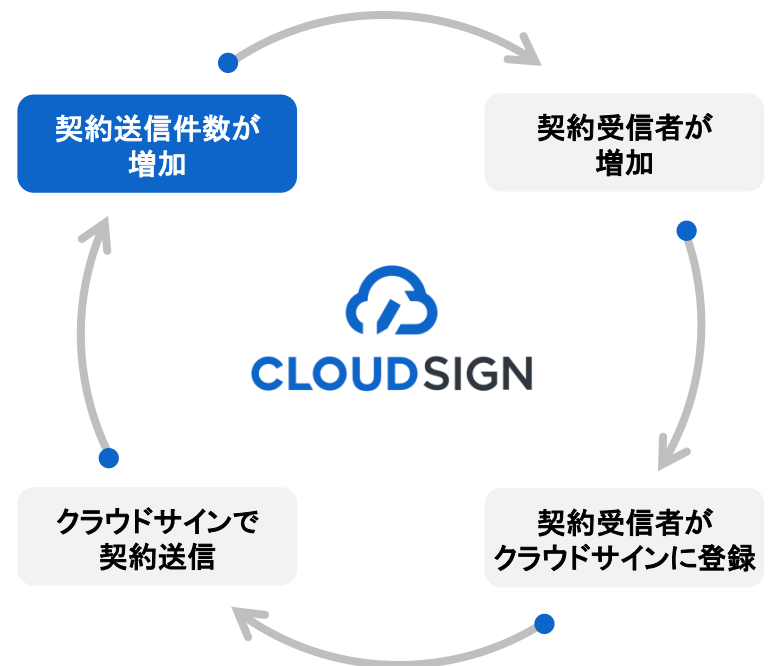 契約送信件数が
増加
契約受信者が
増加
CLOUDSIGN
クラウドサインで
契約送信
契約受信者が
クラウドサインに登録